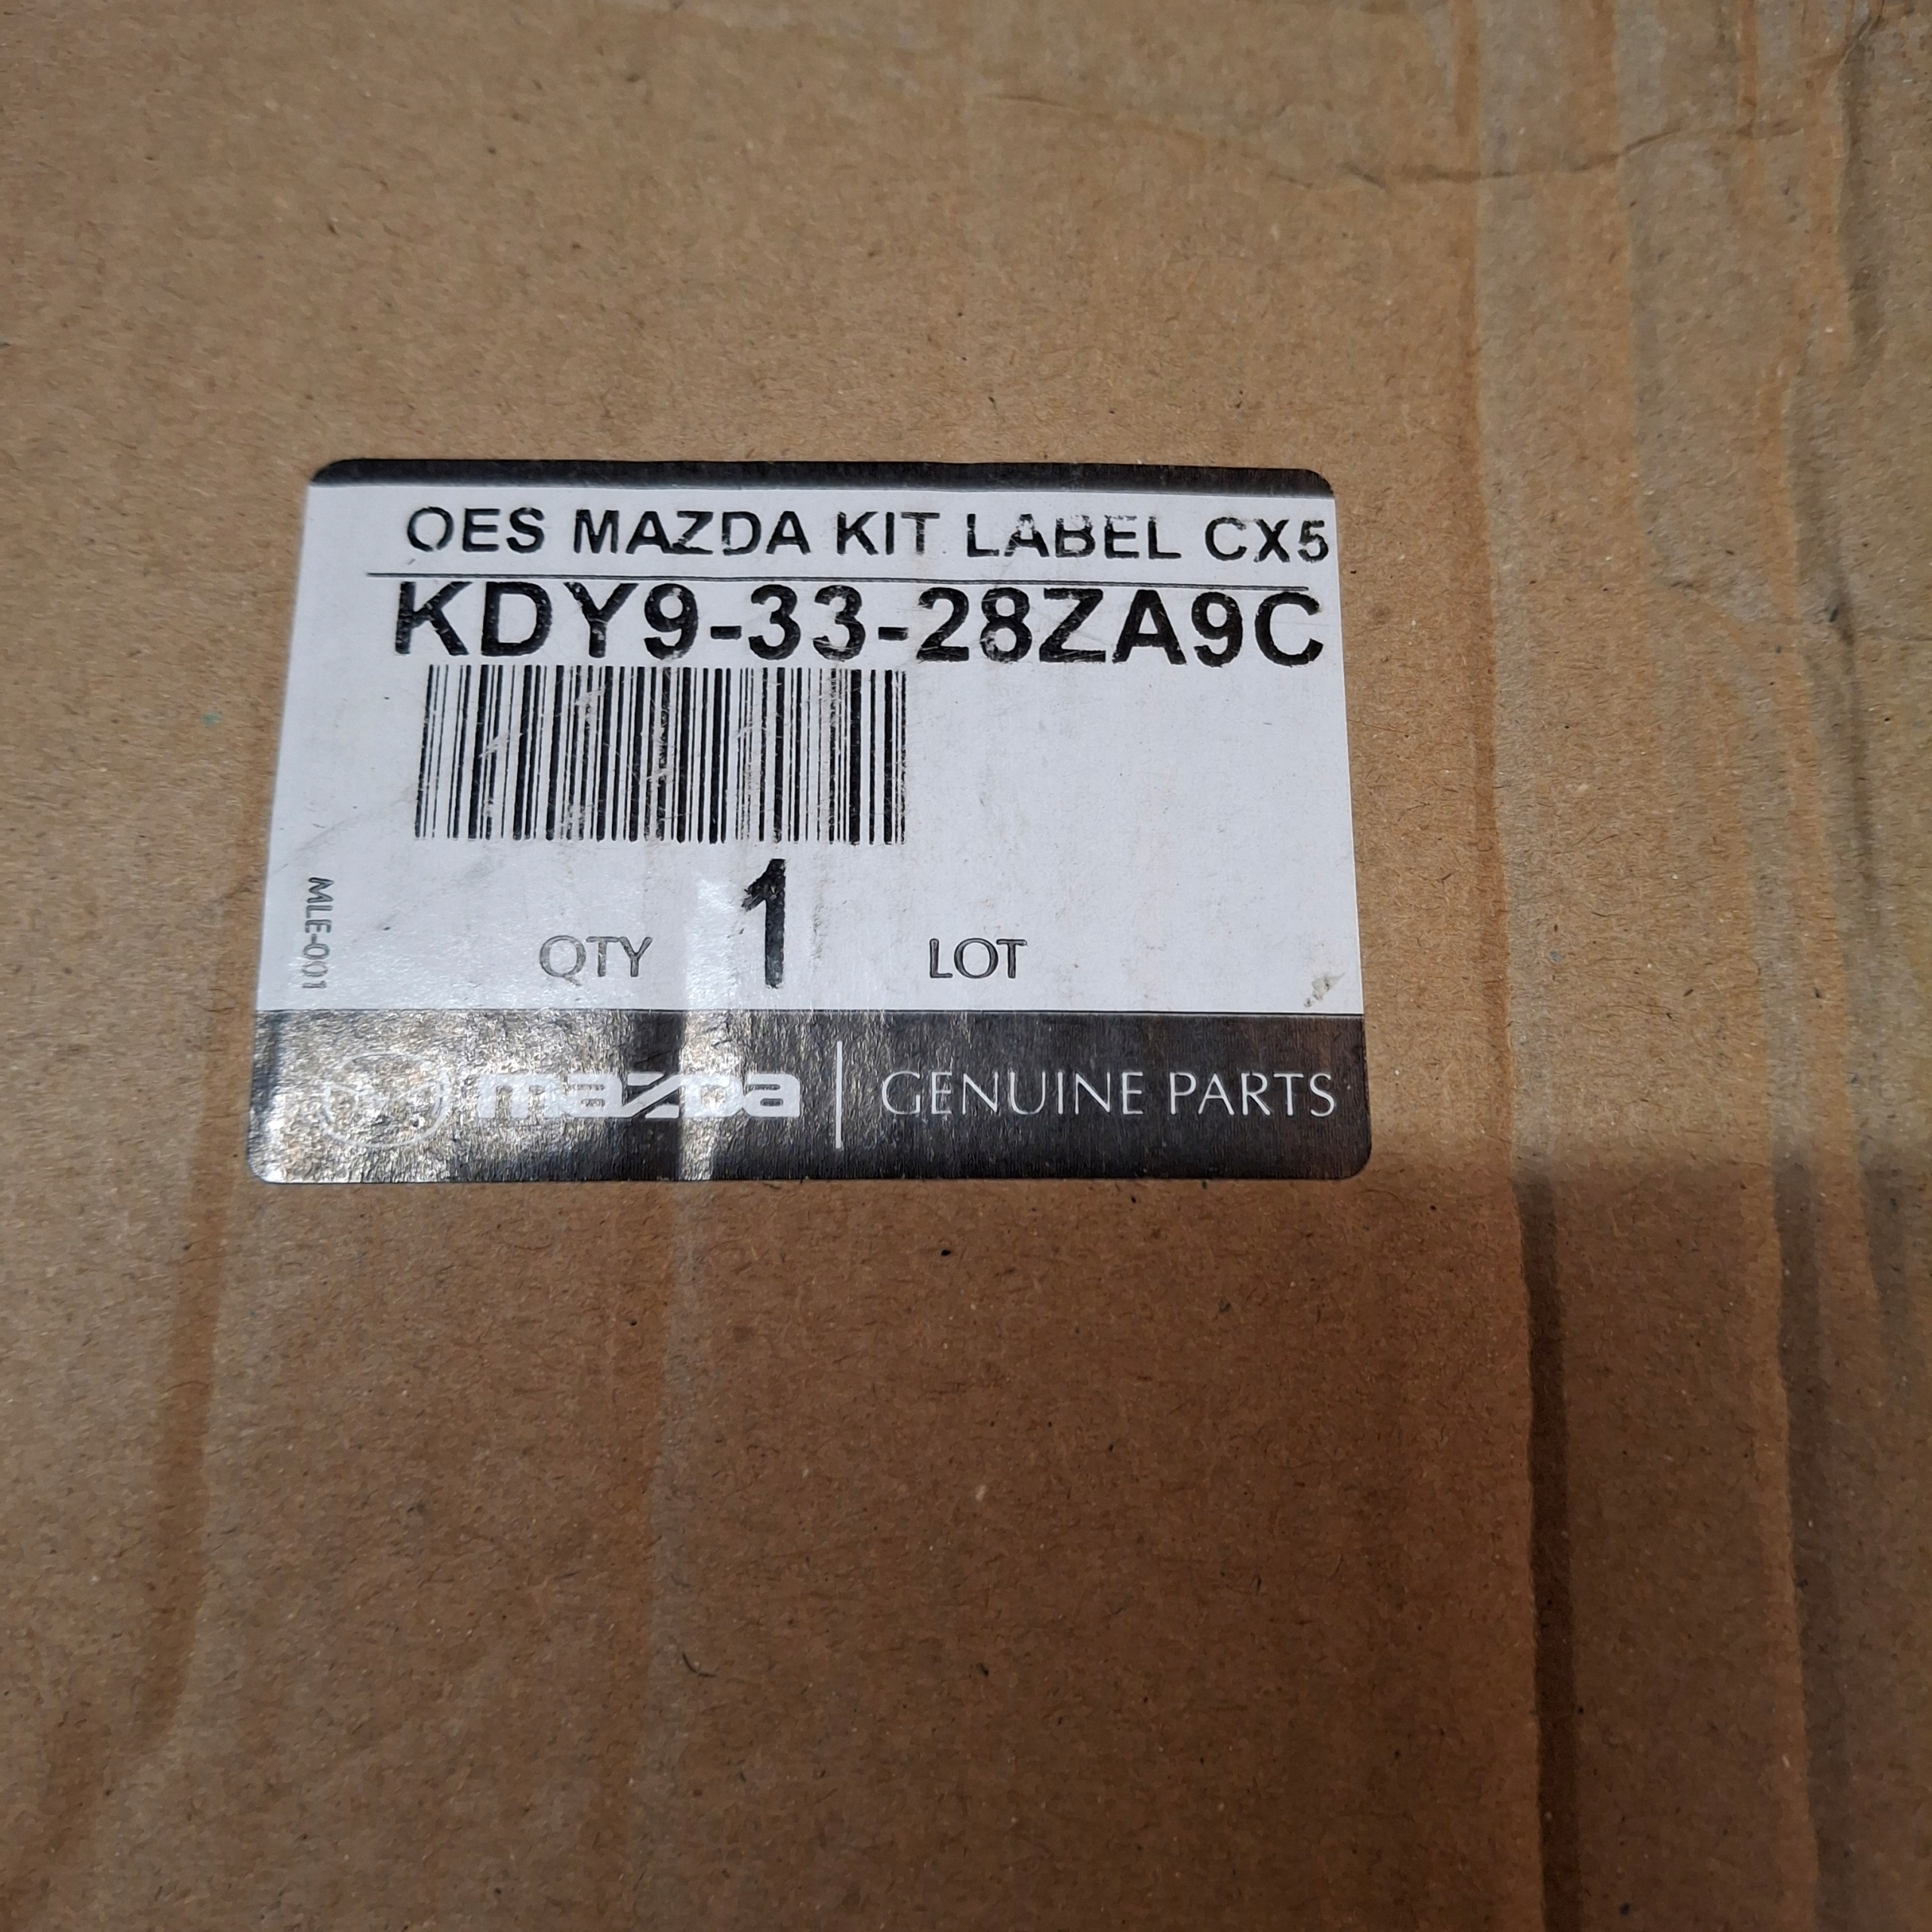 OES MAZDA KIT LABEL CX5
KDY9-33-28ZA9C
MLE-001
QTY 1 LOT
mazda GENUINE PARTS